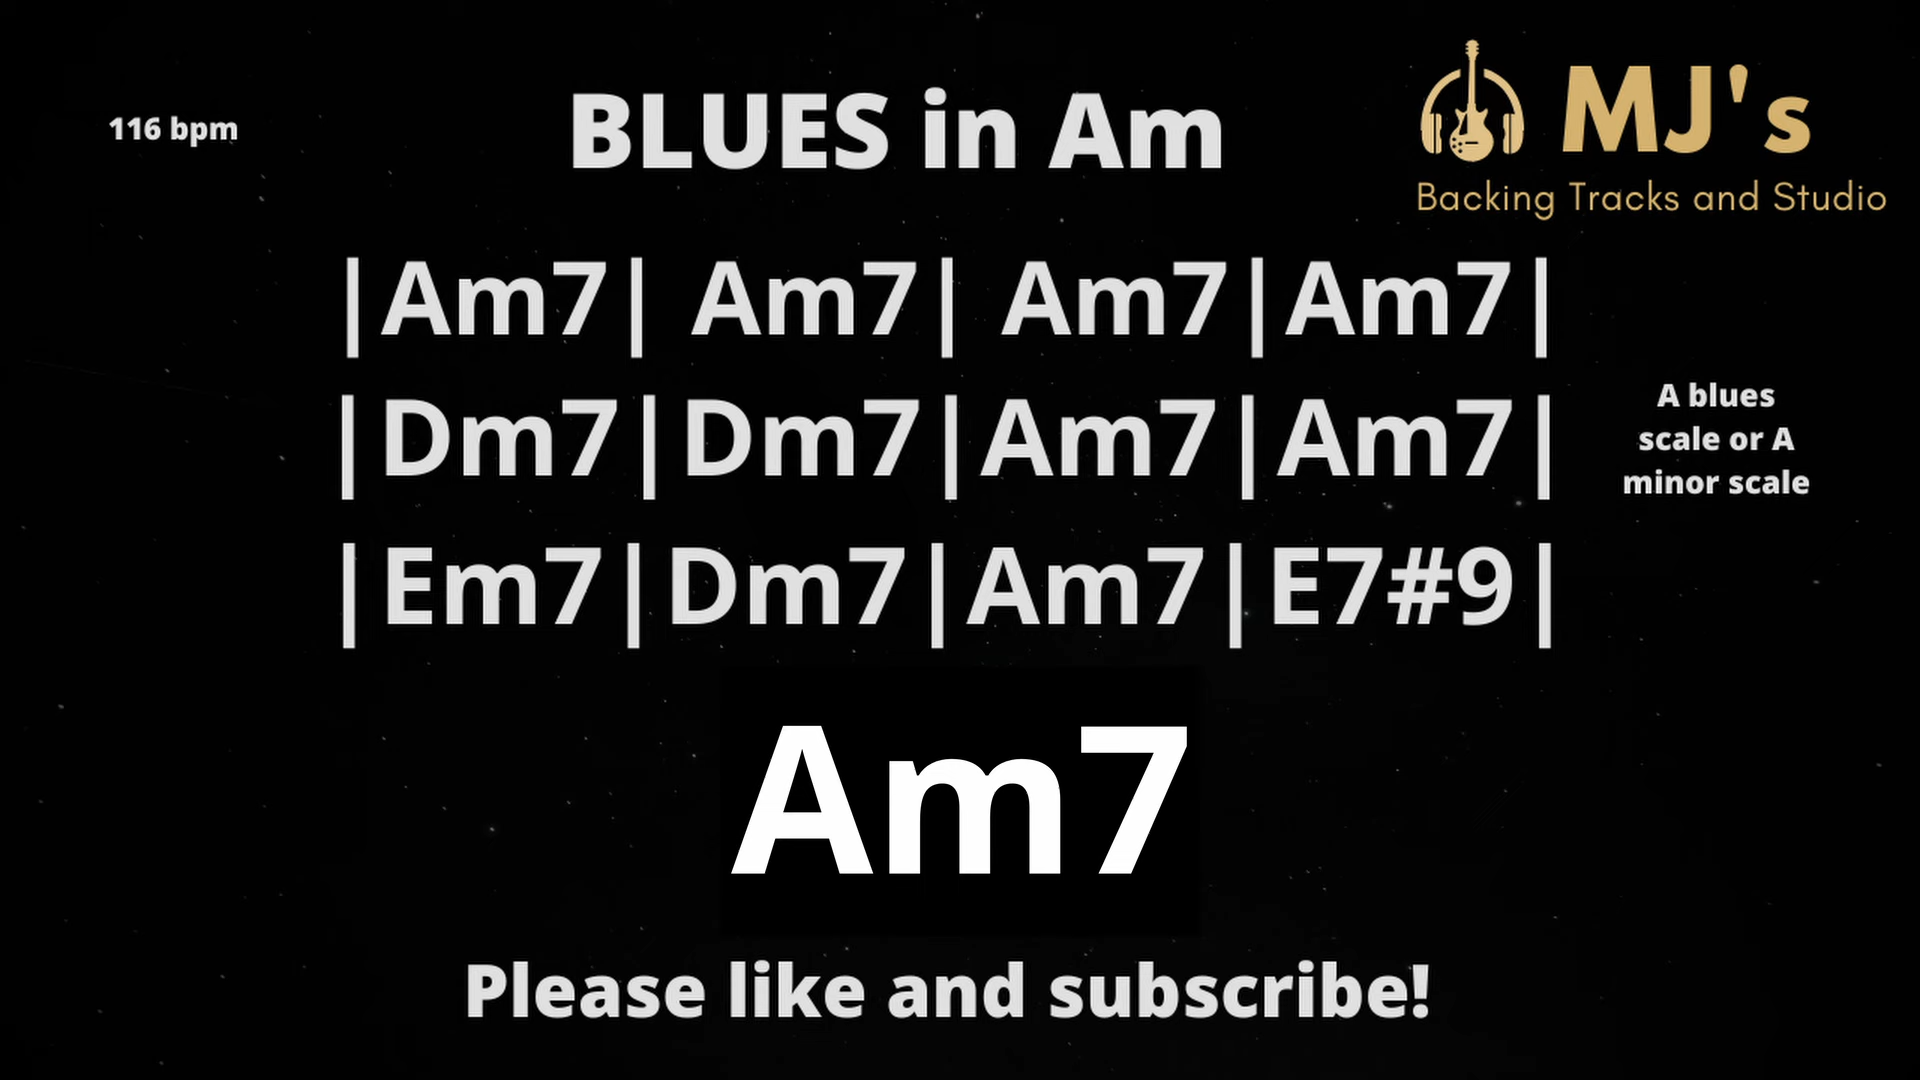 116 bpm
BLUES in Am
MJ's
Backing Tracks and Studio
|Am7| Am7| Am7|Am7|
|Dm7|Dm7|Am7|Am7|
|Em7|Dm7|Am7|E7#9|
A blues
scale or A
minor scale
Am7
Please like and subscribe!